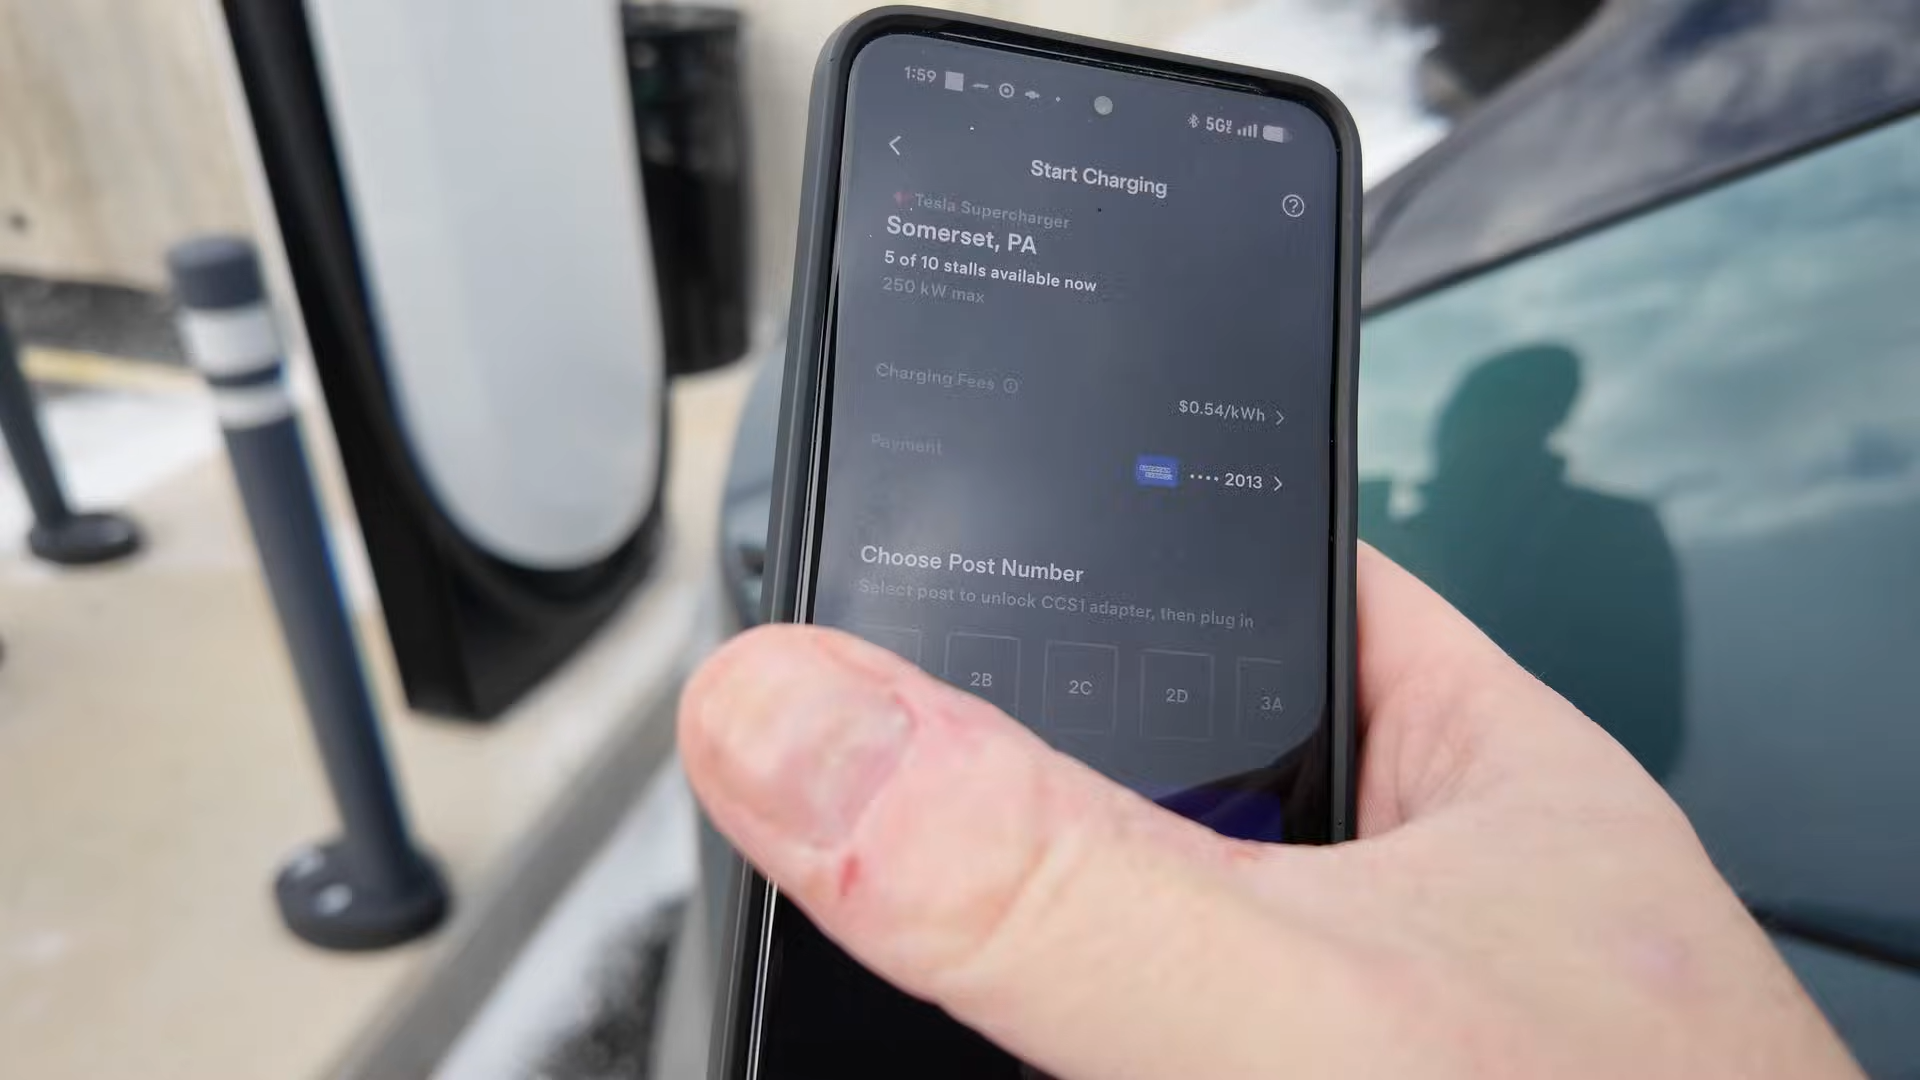 1:59
5G
Start Charging
Tesla Supercharger
Somerset, PA
5 of 10 stalls available now
250 kW max
Charging Fees
$0.54/kWh
Payment
•••• 2013
Choose Post Number
Select post to unlock CCS1 adapter, then plug in
2B 2C 2D 3A